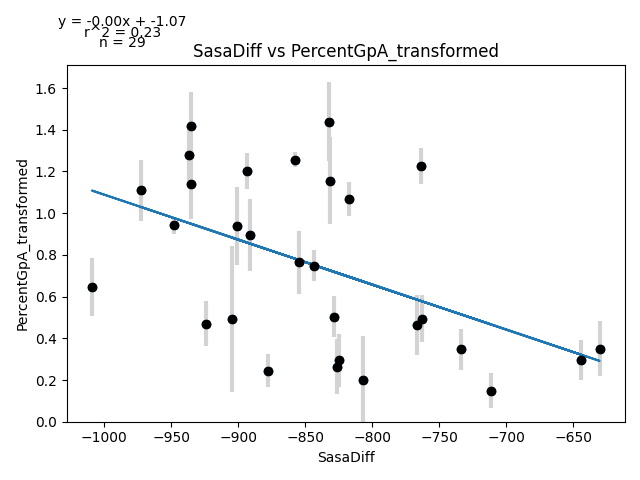 y = -0.00x + -1.07
r^2 = 0.23
n = 29
SasaDiff vs PercentGpA_transformed
PercentGpA_transformed
1.6
1.4
1.2
1.0
0.8
0.6
0.4
0.2
0.0
−1000 −950 −900 −850 −800 −750 −700 −650
SasaDiff